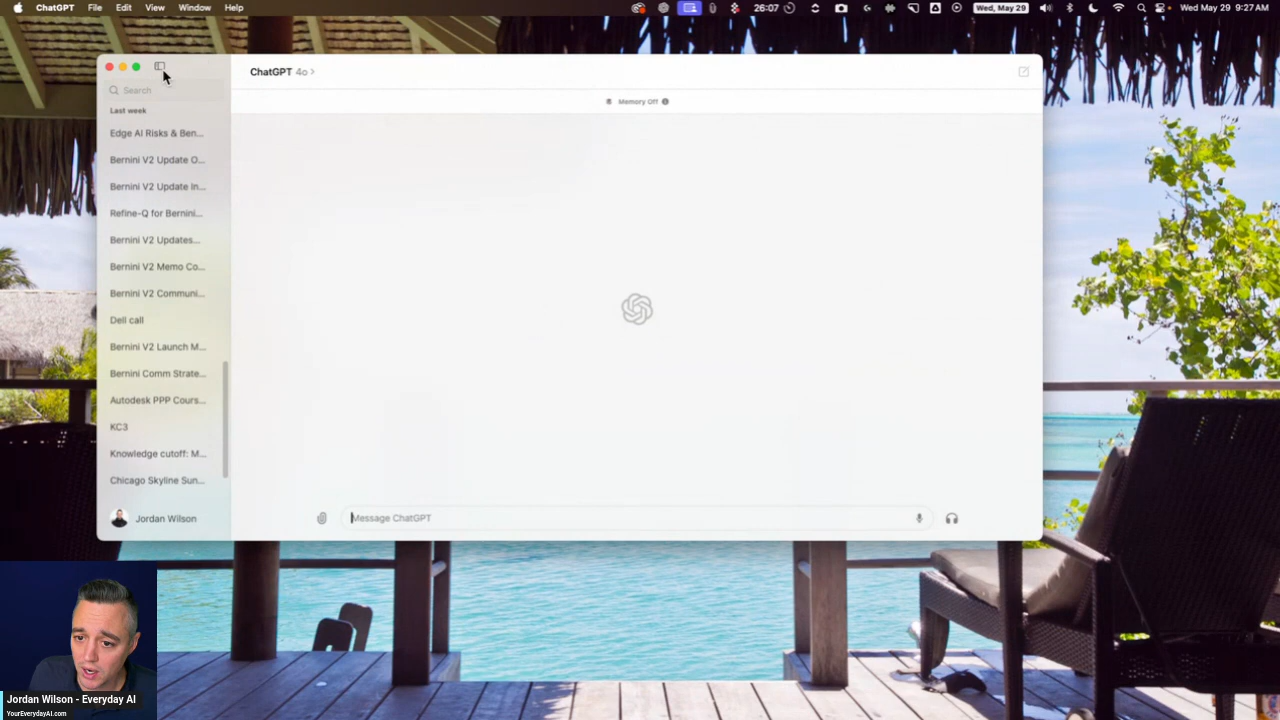 ChatGPT File Edit View Window Help
26:07
Wed, May 29
Wed May 29 9:27 AM
ChatGPT 4o >
Search
Memory Off
Last week
Edge AI Risks & Ben...
Bernini V2 Update O...
Bernini V2 Update in...
Refine-Q for Bernini...
Bernini V2 Updates...
Bernini V2 Memo Co...
Bernini V2 Communi...
Dell call
Bernini V2 Launch M...
Bernini Comm Strate...
Autodesk PPP Cours...
KC3
Knowledge cutoff: M...
Chicago Skyline Sun...
Jordan Wilson
Message ChatGPT
Jordan Wilson - Everyday AI
YourEverydayAI.com